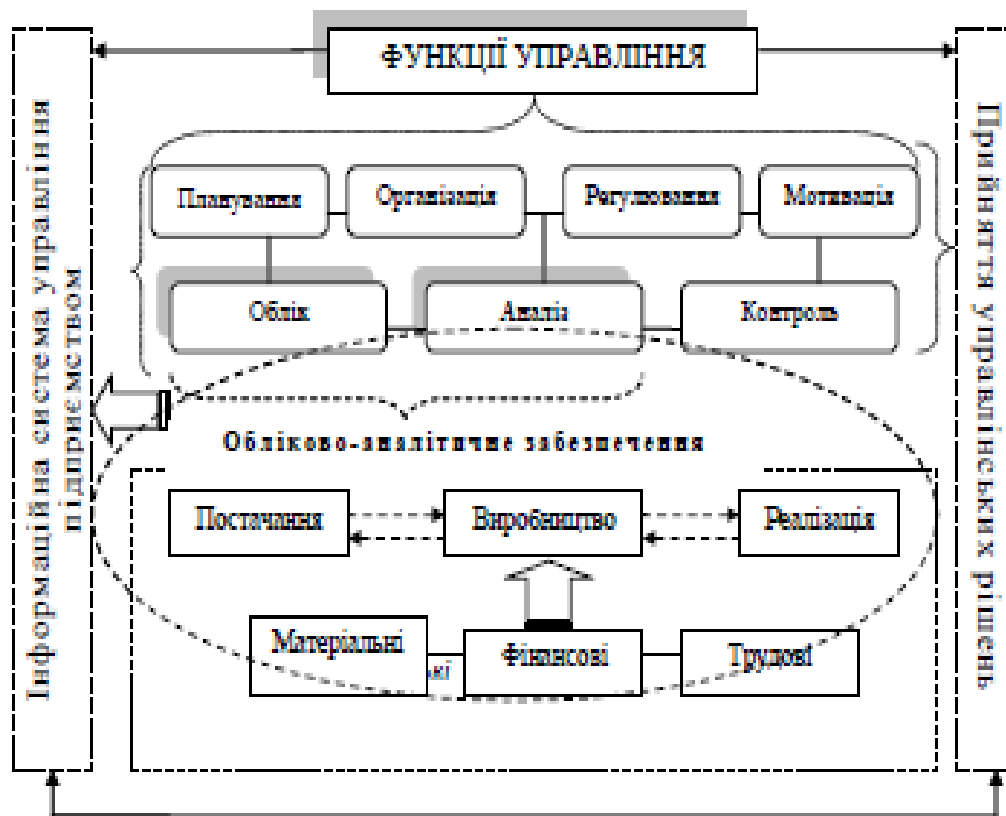 ФУНКЦІЇ УПРАВЛІННЯ
Інформаційна система управління
підприємством
Прийняття управлінських рішень
Планування
Організація
Регулювання
Мотивація
Облік
Аналіз
Контроль
Обліково-аналітичне забезпечення
Постачання
Виробництво
Реалізація
Матеріальні
Фінансові
Трудові